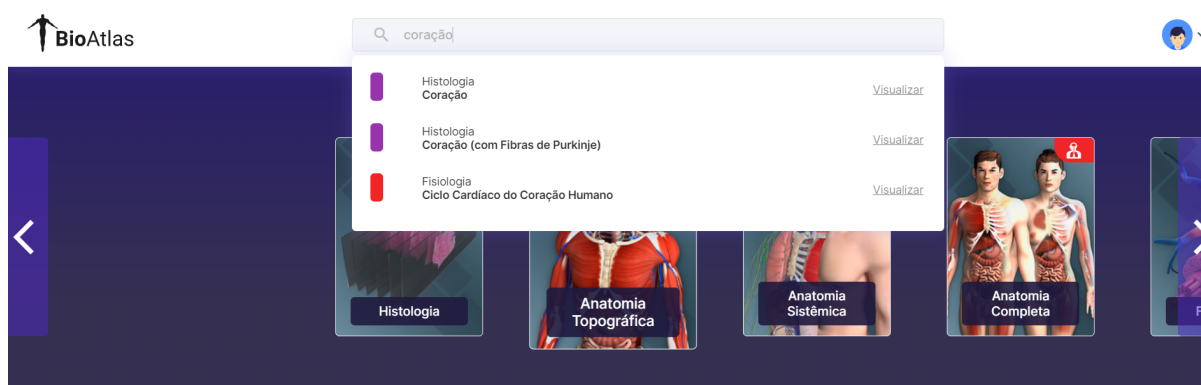 BioAtlas
coração
Histologia
Coração
Visualizar
Histologia
Coração (com Fibras de Purkinje)
Visualizar
Fisiologia
Ciclo Cardíaco do Coração Humano
Visualizar
Histologia
Anatomia
Topográfica
Anatomia
Sistêmica
Anatomia
Completa
F